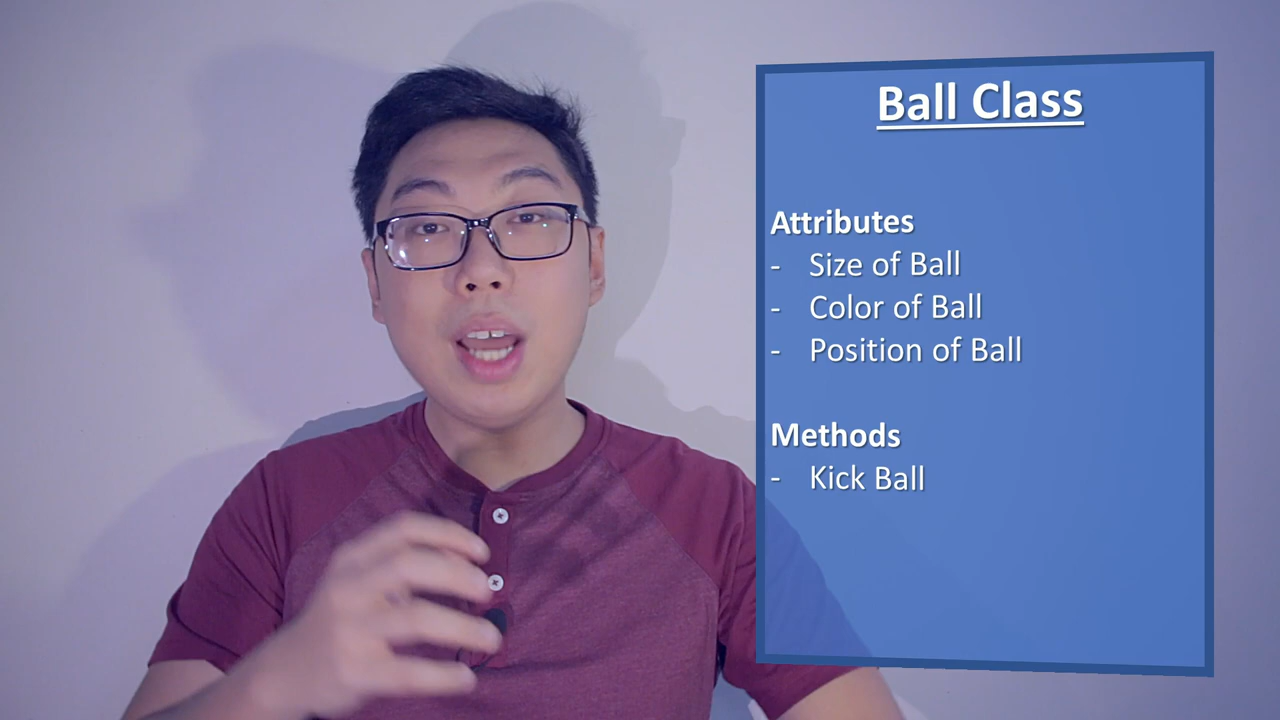 Ball Class
Attributes
- Size of Ball
- Color of Ball
- Position of Ball
Methods
- Kick Ball